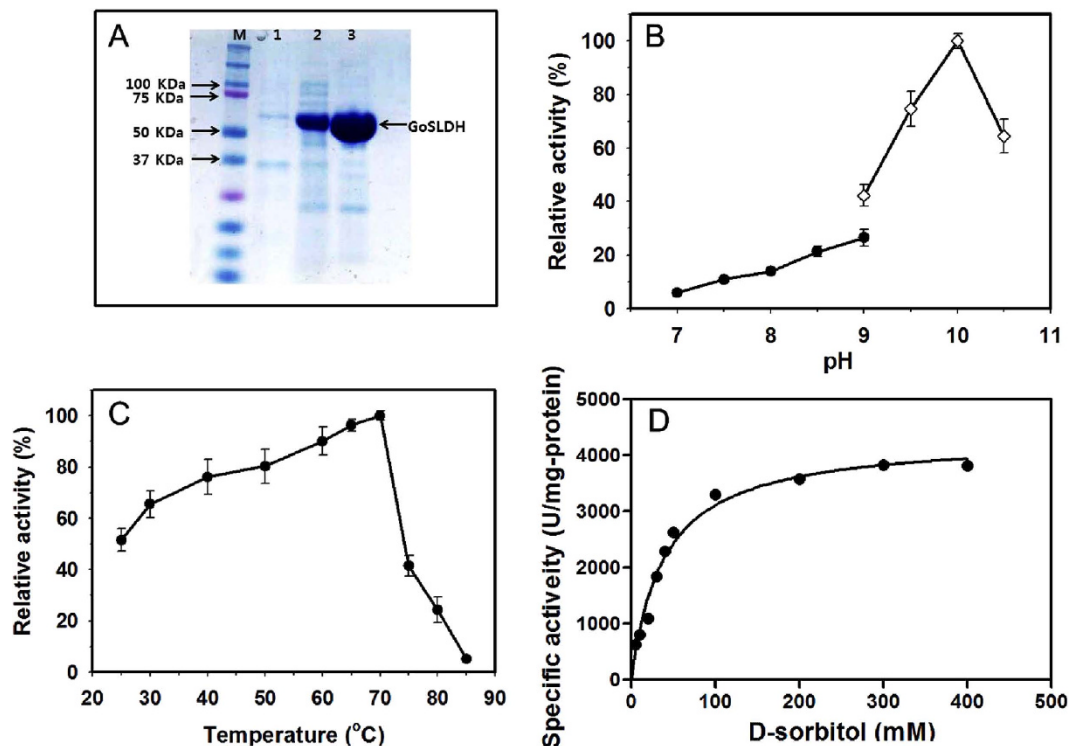 A
M 1 2 3
100 KDa
75 KDa
50 KDa
37 KDa
GoSLDH
B
Relative activity (%)
100
80
60
40
20
0
7 8 9 10 11
pH
C
Relative activity (%)
100
80
60
40
20
0
20 30 40 50 60 70 80 90
Temperature (°C)
D
Specific activeity (U/mg-protein)
5000
4000
3000
2000
1000
0
0 100 200 300 400 500
D-sorbitol (mM)